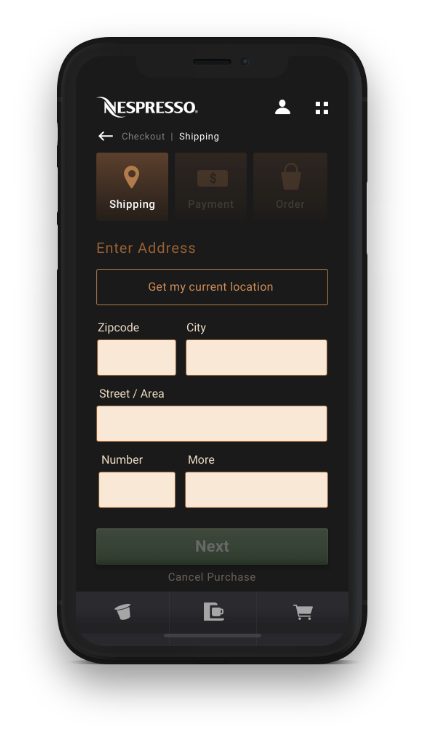 NESPRESSO.
Checkout | Shipping
Shipping Payment Order
Enter Address
Get my current location
Zipcode City
Street / Area
Number More
Next
Cancel Purchase